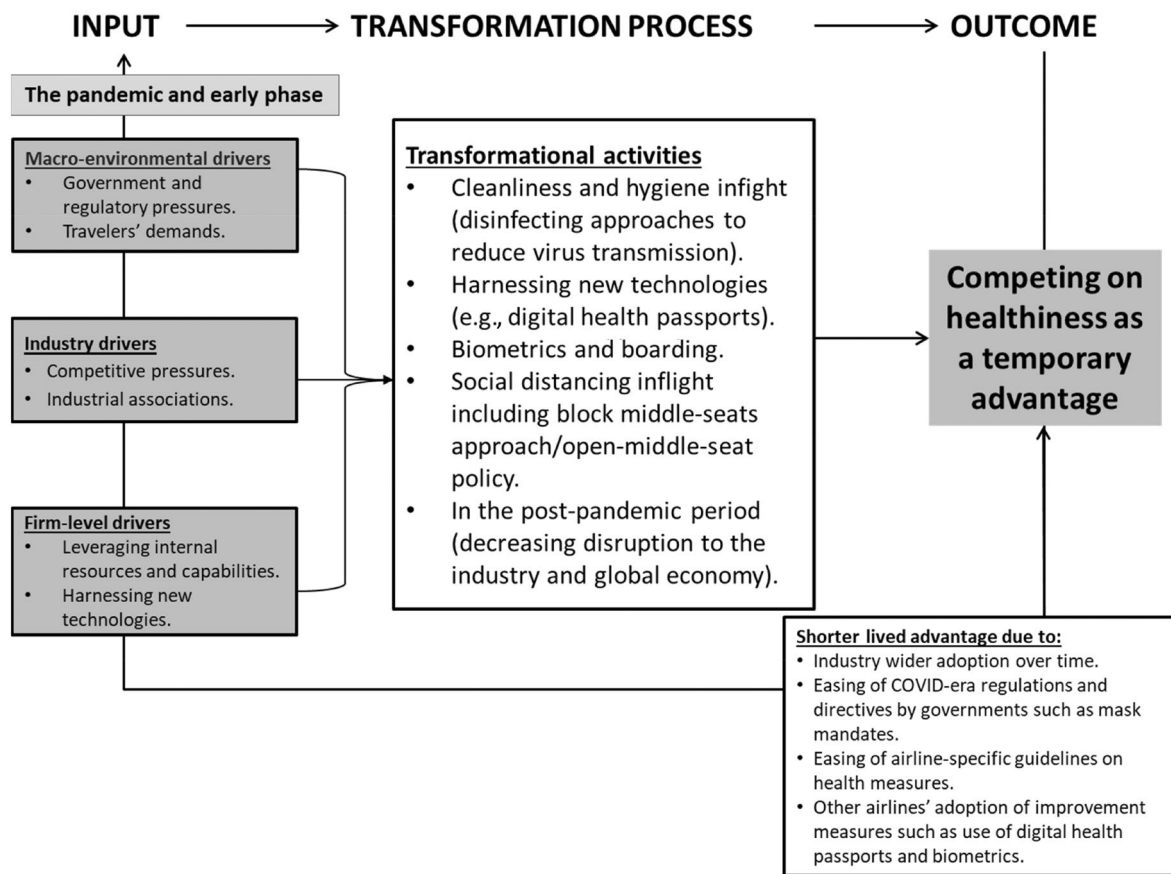 INPUT
TRANSFORMATION PROCESS
OUTCOME
The pandemic and early phase
Macro-environmental drivers
• Government and
regulatory pressures.
• Travelers’ demands.
Industry drivers
• Competitive pressures.
• Industrial associations.
Firm-level drivers
• Leveraging internal
resources and capabilities.
• Harnessing new
technologies.
Transformational activities
• Cleanliness and hygiene infight
(disinfecting approaches to
reduce virus transmission).
• Harnessing new technologies
(e.g., digital health passports).
• Biometrics and boarding.
• Social distancing inflight
including block middle-seats
approach/open-middle-seat
policy.
• In the post-pandemic period
(decreasing disruption to the
industry and global economy).
Competing on
healthiness as
a temporary
advantage
Shorter lived advantage due to:
• Industry wider adoption over time.
• Easing of COVID-era regulations and
directives by governments such as mask
mandates.
• Easing of airline-specific guidelines on
health measures.
• Other airlines’ adoption of improvement
measures such as use of digital health
passports and biometrics.